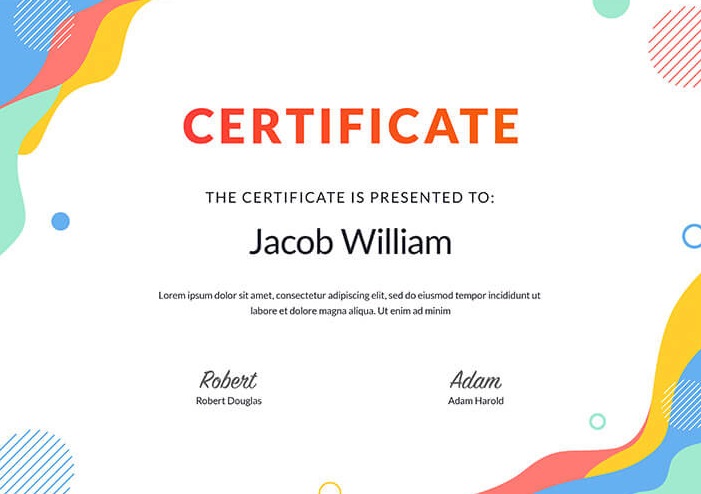 CERTIFICATE
THE CERTIFICATE IS PRESENTED TO:
Jacob William
Lorem ipsum dolor sit amet, consectetur adipiscing elit, sed do eiusmod tempor incididunt ut
labore et dolore magna aliqua. Ut enim ad minim
Robert
Adam
Robert Douglas
Adam Harold